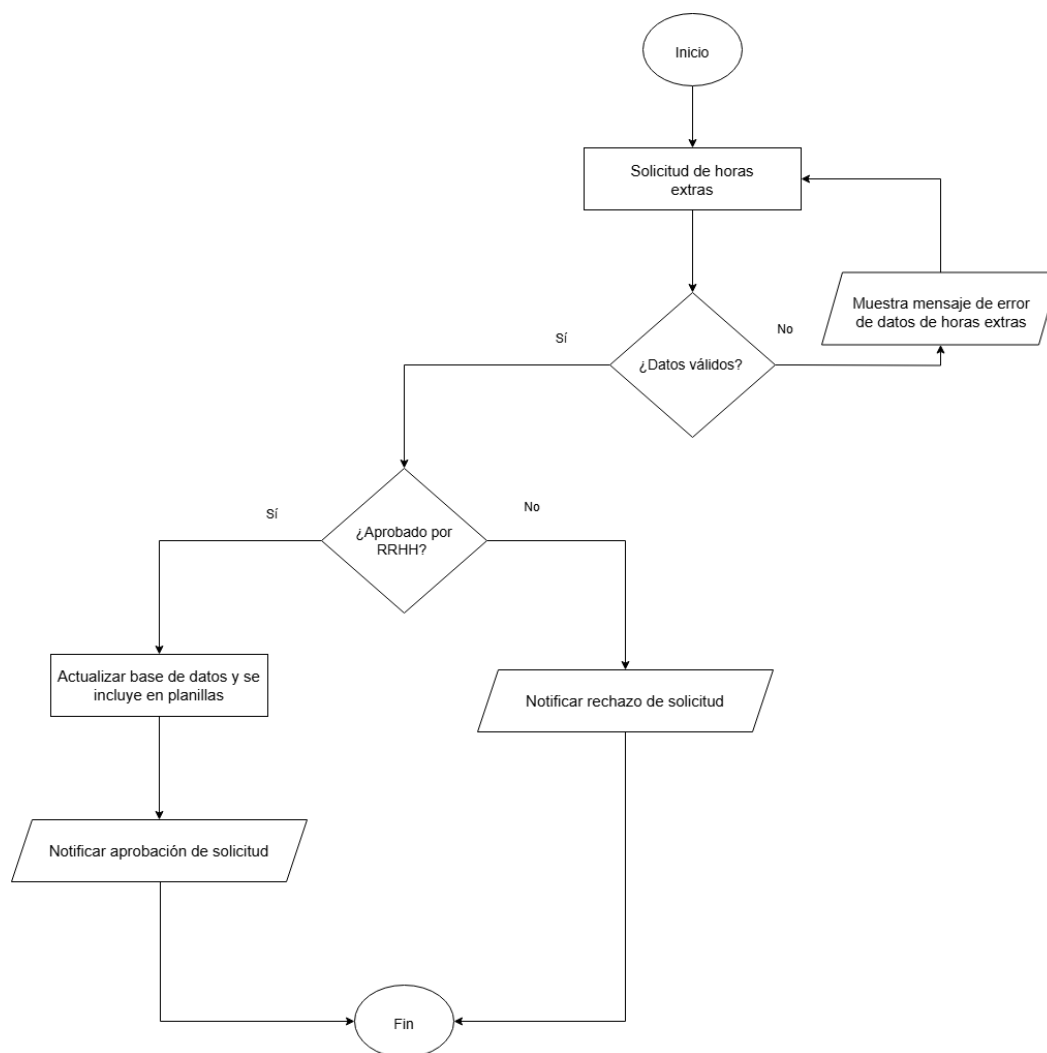 Inicio
Solicitud de horas
extras
Muestra mensaje de error
de datos de horas extras
Sí
No
¿Datos válidos?
Sí
No
¿Aprobado por
RRHH?
Actualizar base de datos y se
incluye en planillas
Notificar rechazo de solicitud
Notificar aprobación de solicitud
Fin